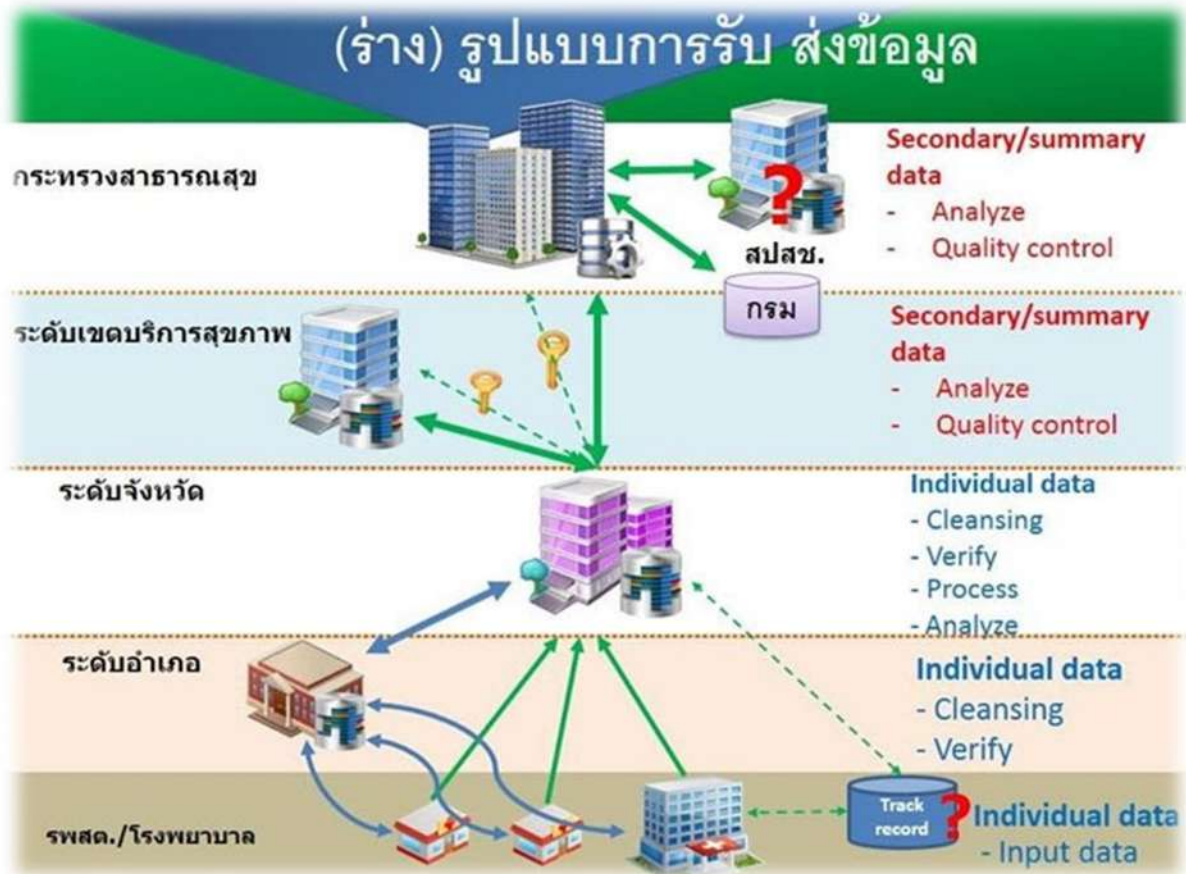 (ร่าง) รูปแบบการรับ ส่งข้อมูล
กระทรวงสาธารณสุข
สปสช.
?
กรม
Secondary/summary
data
- Analyze
- Quality control
ระดับเขตบริการสุขภาพ
Secondary/summary
data
- Analyze
- Quality control
ระดับจังหวัด
Individual data
- Cleansing
- Verify
- Process
- Analyze
ระดับอำเภอ
Individual data
- Cleansing
- Verify
รพสต./โรงพยาบาล
Track
record
?
Individual data
- Input data